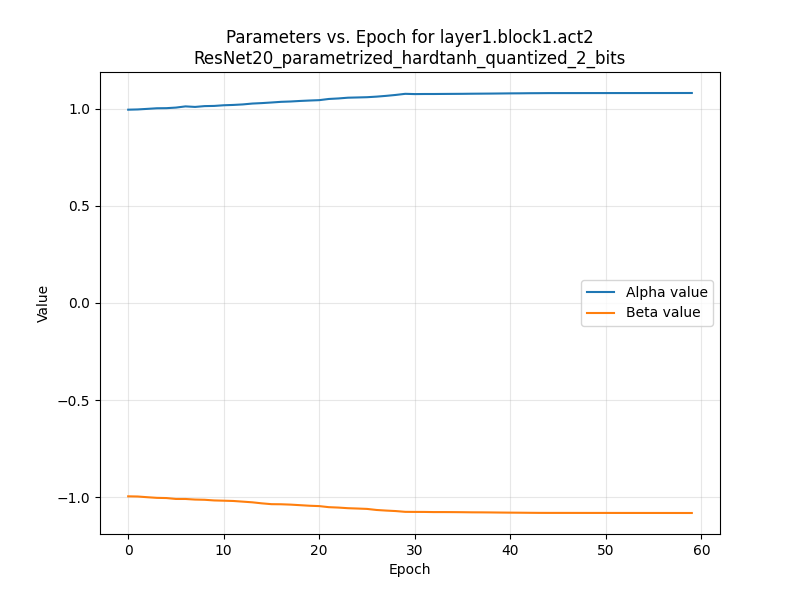 Parameters vs. Epoch for layer1.block1.act2
ResNet20_parametrized_hardtanh_quantized_2_bits
1.0
0.5
0.0
−0.5
−1.0
Value
Alpha value
Beta value
0 10 20 30 40 50 60
Epoch